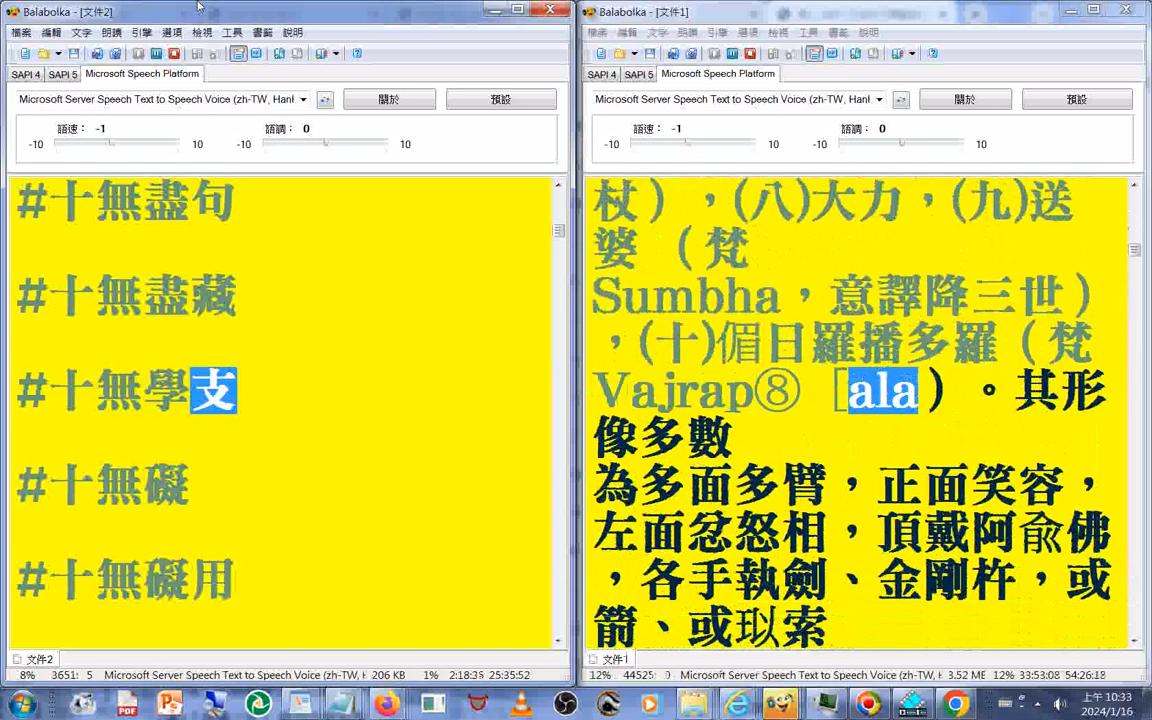 Balabolka - [文件2]
檔案 編輯 文字 朗讀 引擎 選項 檢視 工具 書籤 說明
SAPI 4 SAPI 5 Microsoft Speech Platform
Microsoft Server Speech Text to Speech Voice (zh-TW, Hanl
關於 預設
語速： -1 語調： 0
-10 10 -10 10
#十無盡句
#十無盡藏
#十無學支
#十無礙
#十無礙用
文件2
8% 3651: 5 Microsoft Server Speech Text to Speech Voice (zh-TW, H 206 KB 1% 2:18:35 25:35:52
Balabolka - [文件1]
檔案 編輯 文字 朗讀 引擎 選項 檢視 工具 書籤 說明
SAPI 4 SAPI 5 Microsoft Speech Platform
Microsoft Server Speech Text to Speech Voice (zh-TW, Hanl
關於 預設
語速： -1 語調： 0
-10 10 -10 10
杖），(八)大力，(九)送
婆（梵
Sumbha，意譯降三世）
，(十)㑻日羅播多羅（梵
Vajrap⑧［ala）。其形
像多數
為多面多臂，正面笑容，
左面忿怒相，頂戴阿兪佛
，各手執劍、金剛杵，或
箭、或㺿索
文件1
12% 44525: 9 Microsoft Server Speech Text to Speech Voice (zh-TW, H 3.52 ME 12% 33:53:08 54:26:18
上午 10:33
2024/1/16